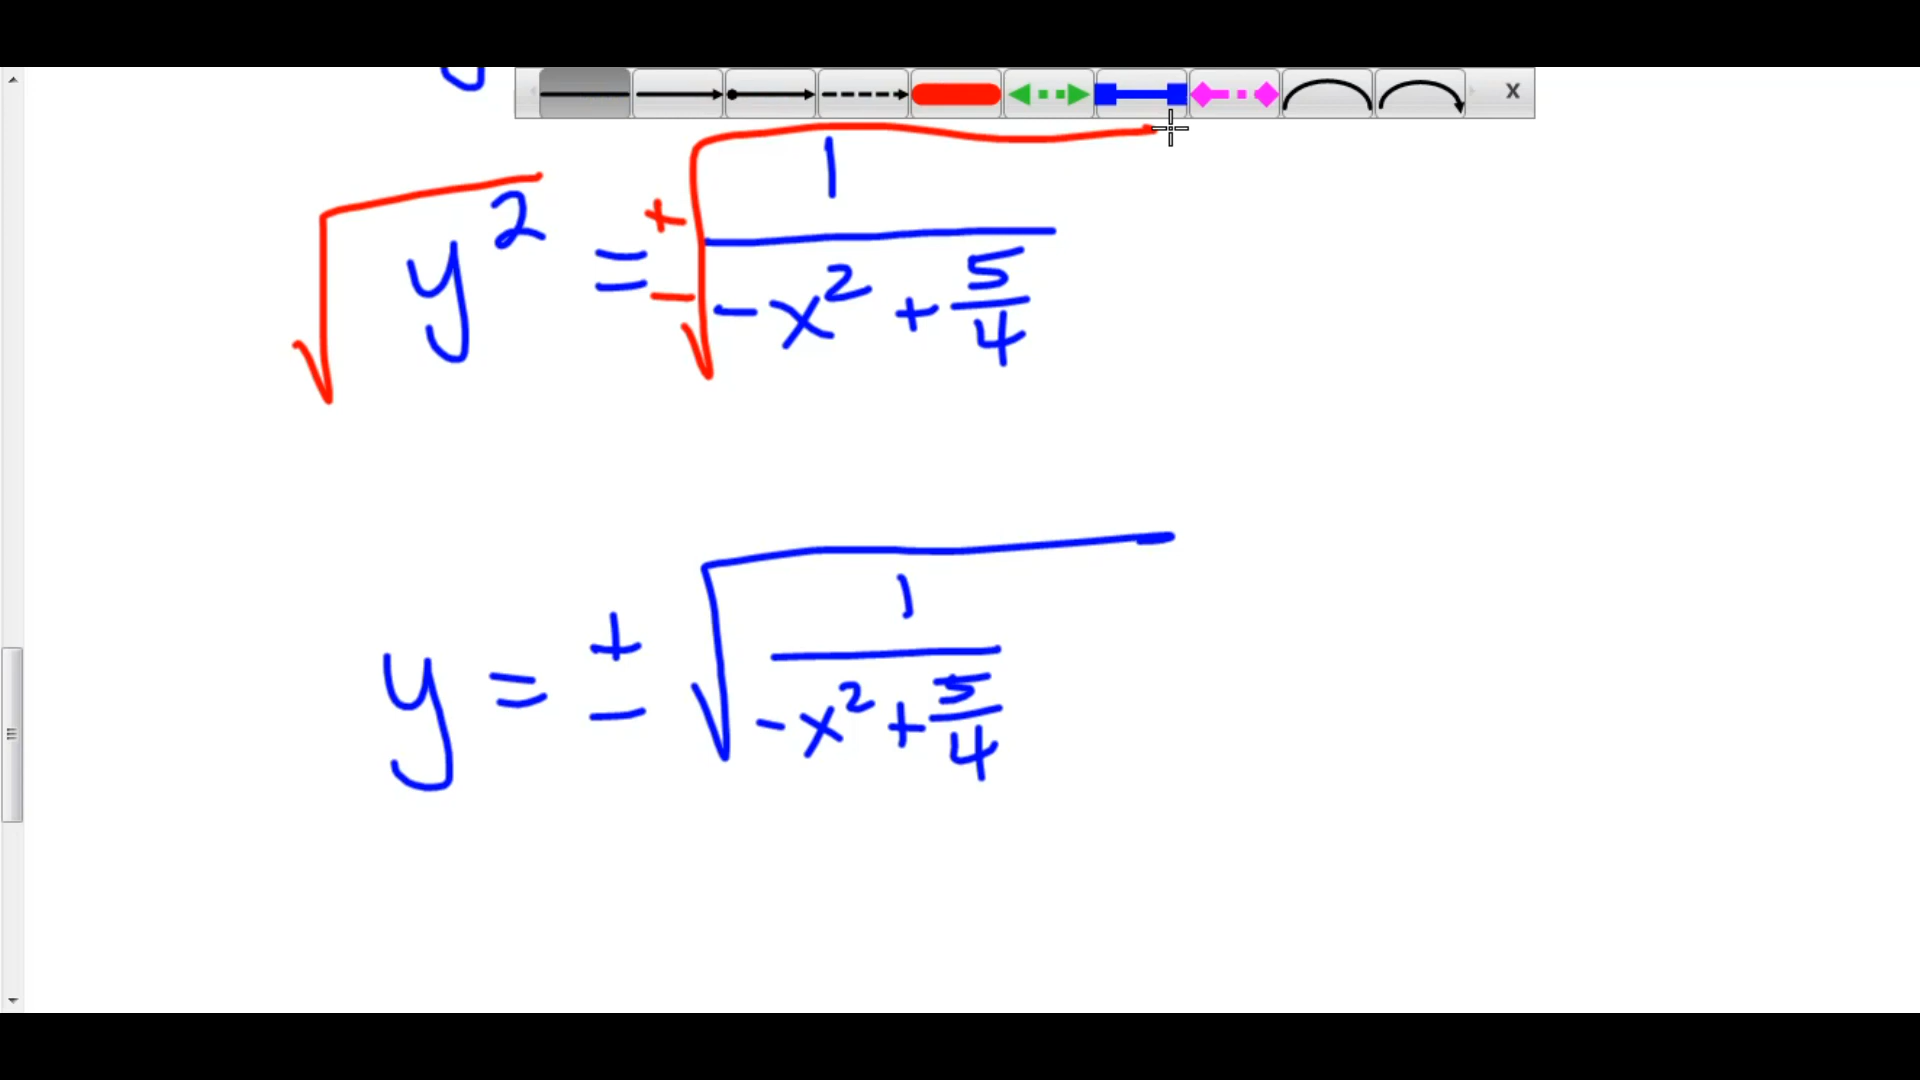 √y² = ±√(1/(-x² + 5/4))
y = ±√(1/(-x² + 5/4))